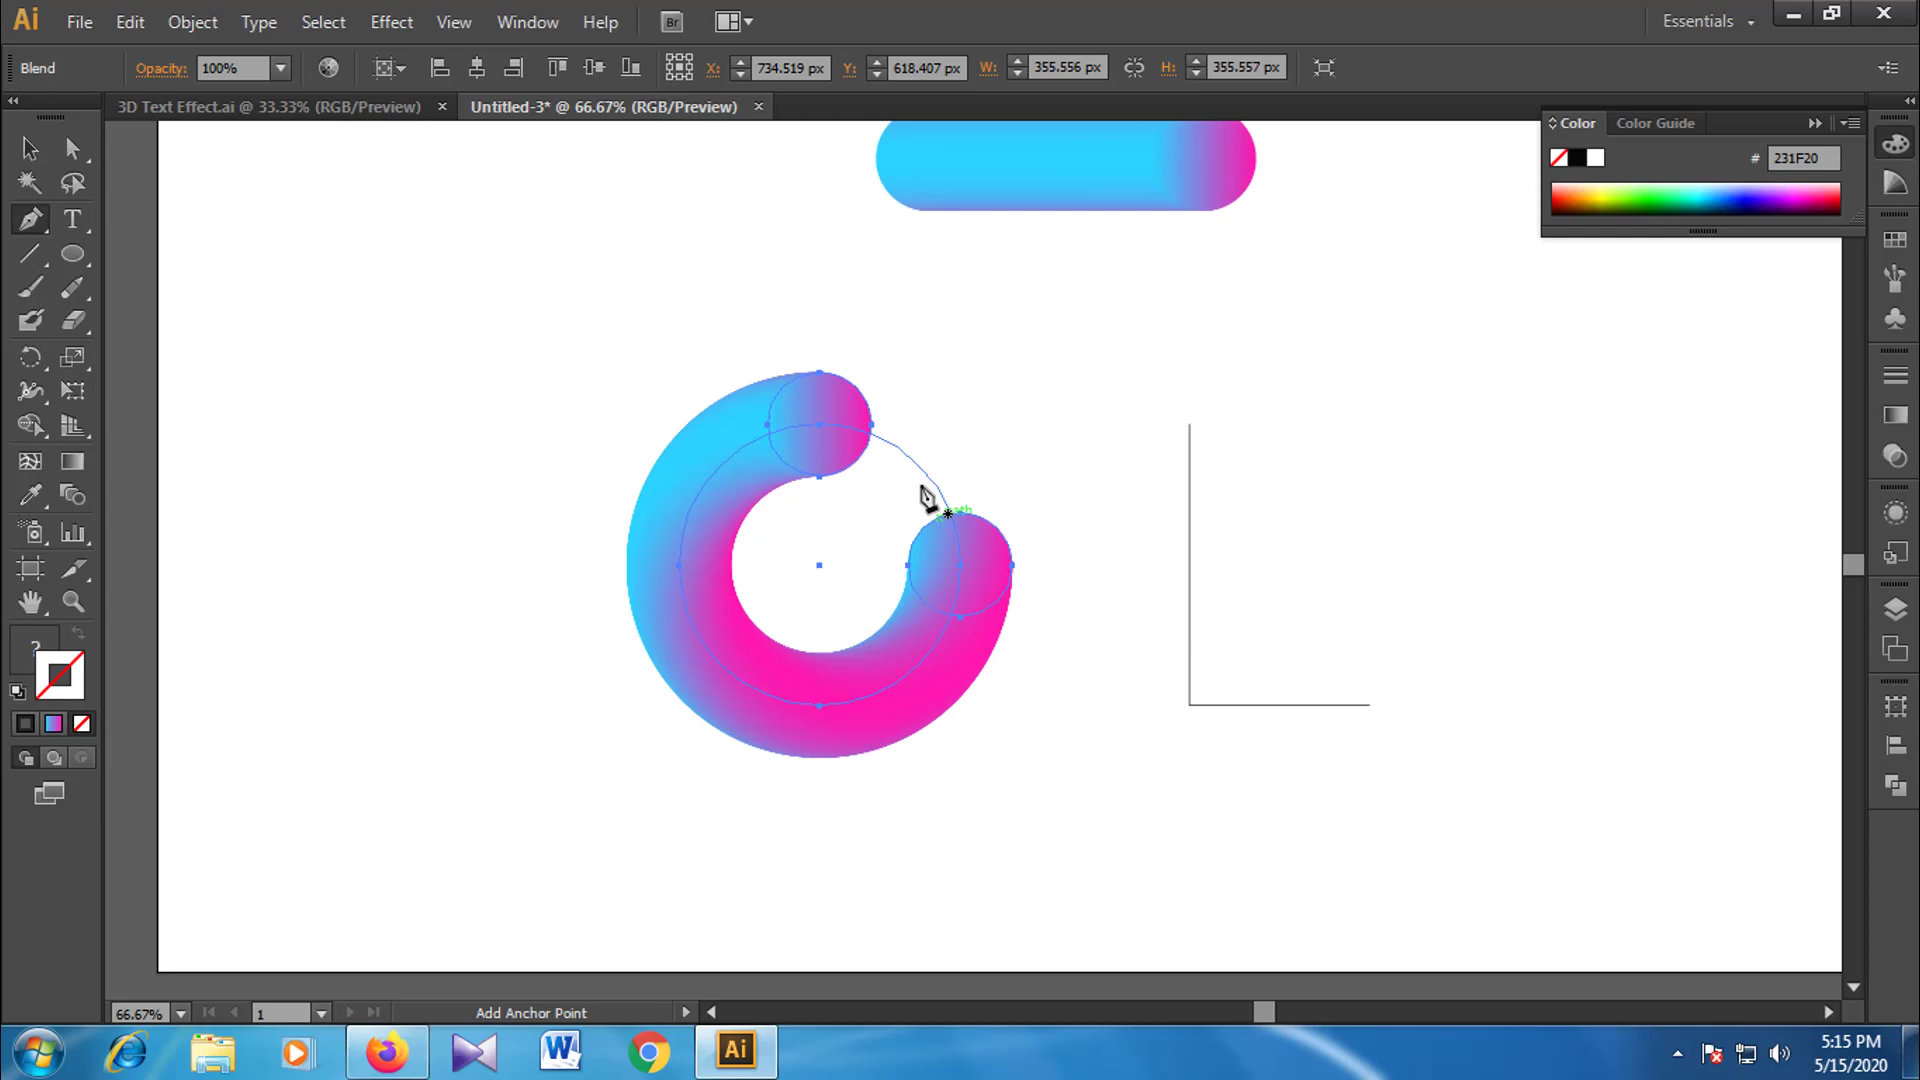 Ai File Edit Object Type Select Effect View Window Help Br Essentials
Blend Opacity: 100% X: 734.519 px Y: 618.407 px W: 355.556 px H: 355.557 px
3D Text Effect.ai @ 33.33% (RGB/Preview) × Untitled-3* @ 66.67% (RGB/Preview) ×
Color Color Guide
# 231F20
T
?
66.67% 1 Add Anchor Point
Ai
5:15 PM
5/15/2020